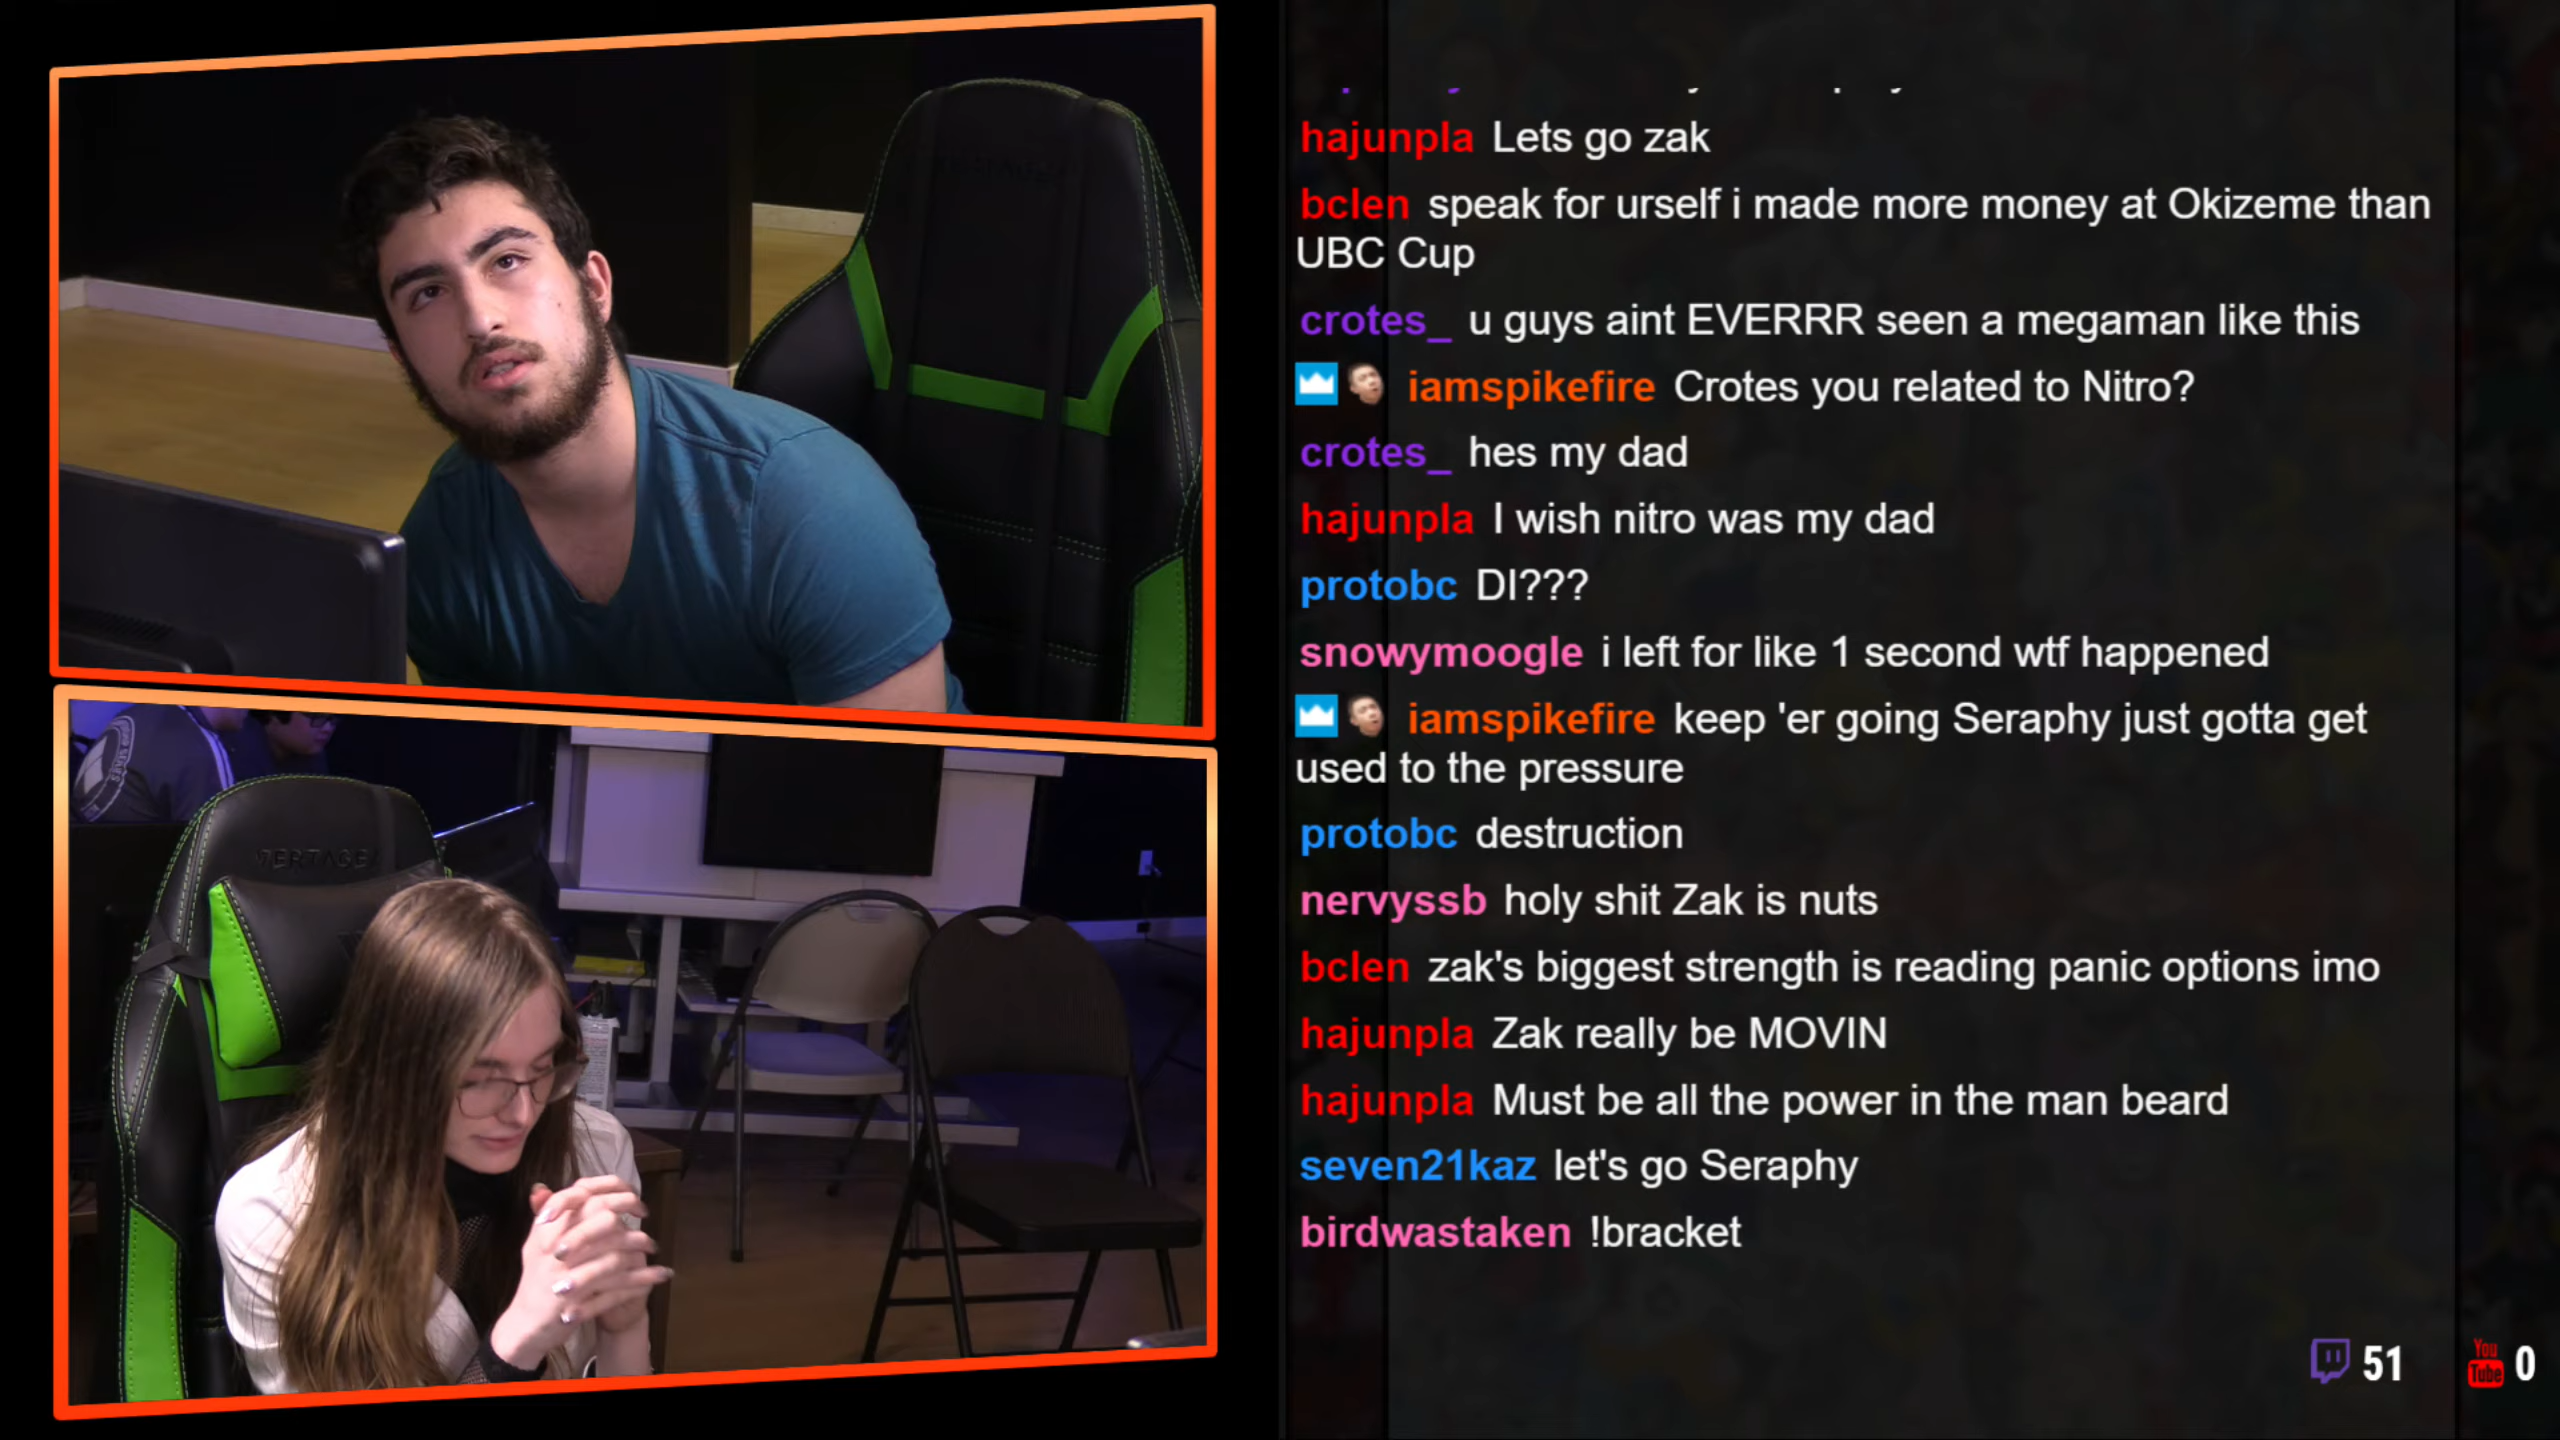 hajunpla Lets go zak
bclen speak for urself i made more money at Okizeme than
UBC Cup
crotes_ u guys aint EVERRR seen a megaman like this
iamspikefire Crotes you related to Nitro?
crotes_ hes my dad
hajunpla I wish nitro was my dad
protobc DI???
snowymoogle i left for like 1 second wtf happened
iamspikefire keep 'er going Seraphy just gotta get
used to the pressure
protobc destruction
nervyssb holy shit Zak is nuts
bclen zak's biggest strength is reading panic options imo
hajunpla Zak really be MOVIN
hajunpla Must be all the power in the man beard
seven21kaz let's go Seraphy
birdwastaken !bracket
51
You
Tube 0
VERTAGEAR